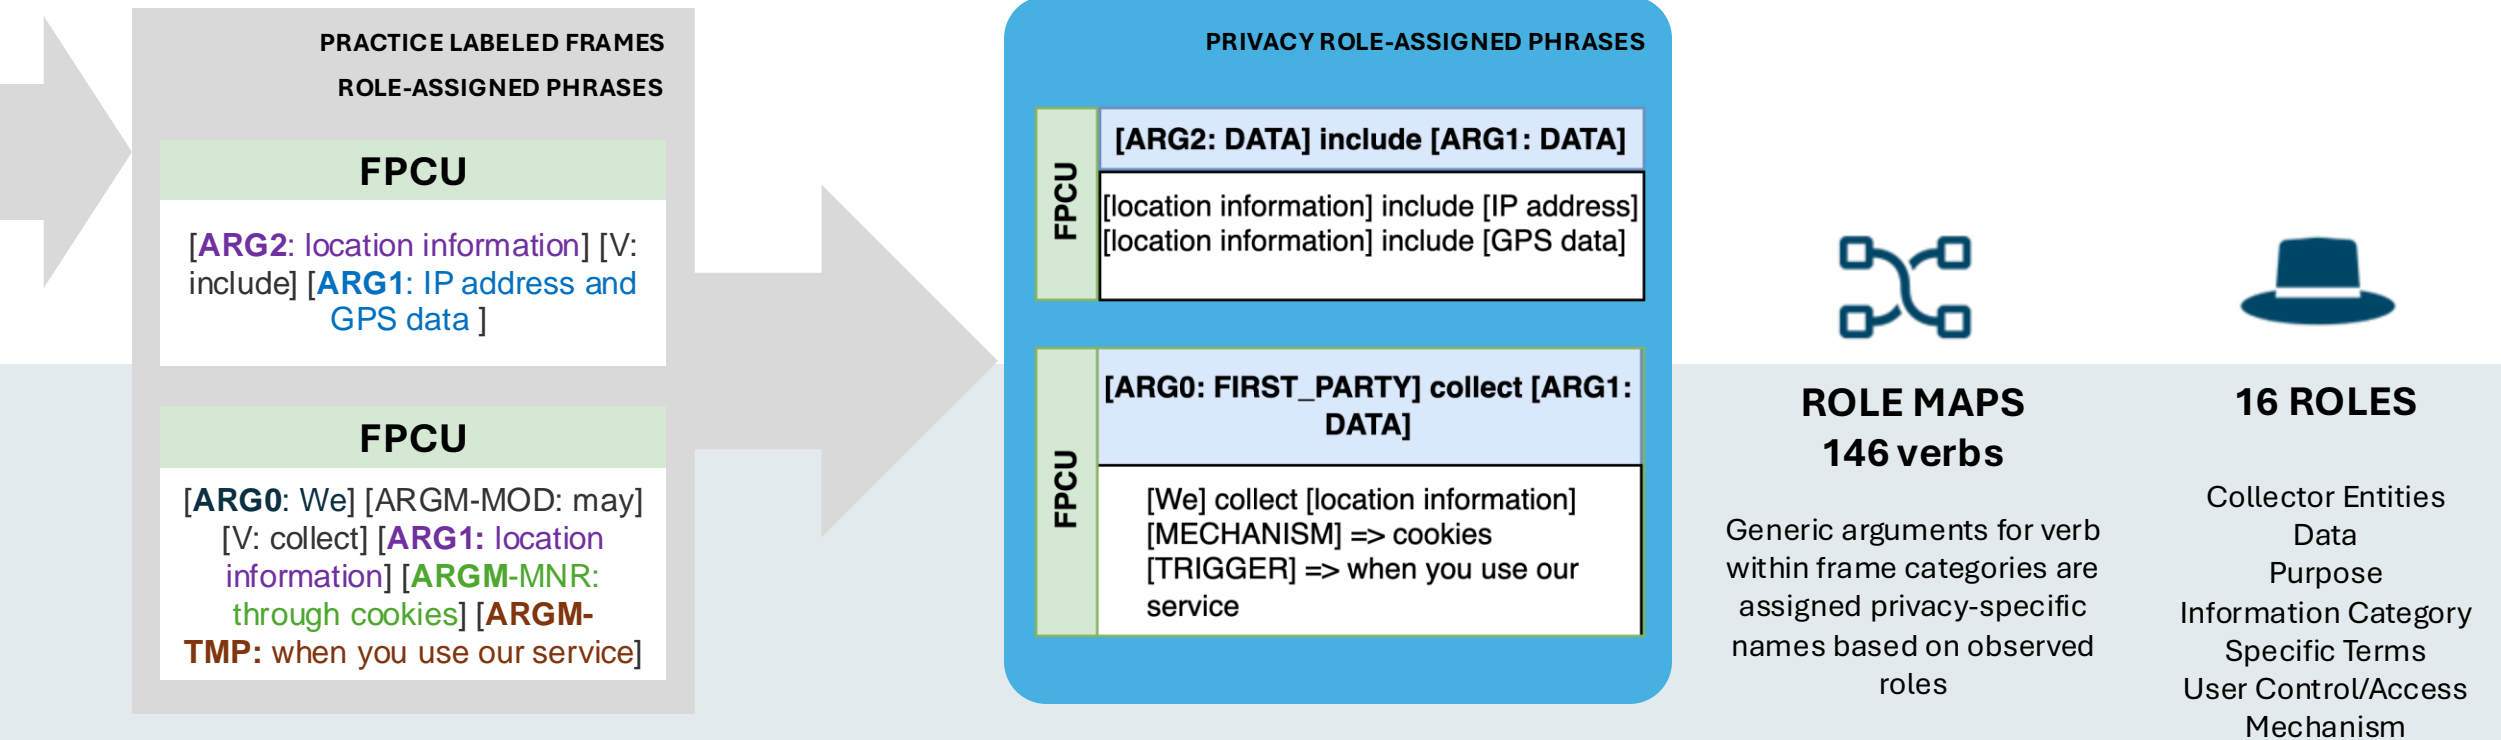 PRACTICE LABELED FRAMES
ROLE-ASSIGNED PHRASES
FPCU
[ARG2: location information] [V:
include] [ARG1: IP address and
GPS data ]
FPCU
[ARG0: We] [ARGM-MOD: may]
[V: collect] [ARG1: location
information] [ARGM-MNR:
through cookies] [ARGM-
TMP: when you use our service]
PRIVACY ROLE-ASSIGNED PHRASES
FPCU
[ARG2: DATA] include [ARG1: DATA]
[location information] include [IP address]
[location information] include [GPS data]
FPCU
[ARG0: FIRST_PARTY] collect [ARG1:
DATA]
[We] collect [location information]
[MECHANISM] => cookies
[TRIGGER] => when you use our
service
ROLE MAPS
146 verbs
Generic arguments for verb
within frame categories are
assigned privacy-specific
names based on observed
roles
16 ROLES
Collector Entities
Data
Purpose
Information Category
Specific Terms
User Control/Access
Mechanism